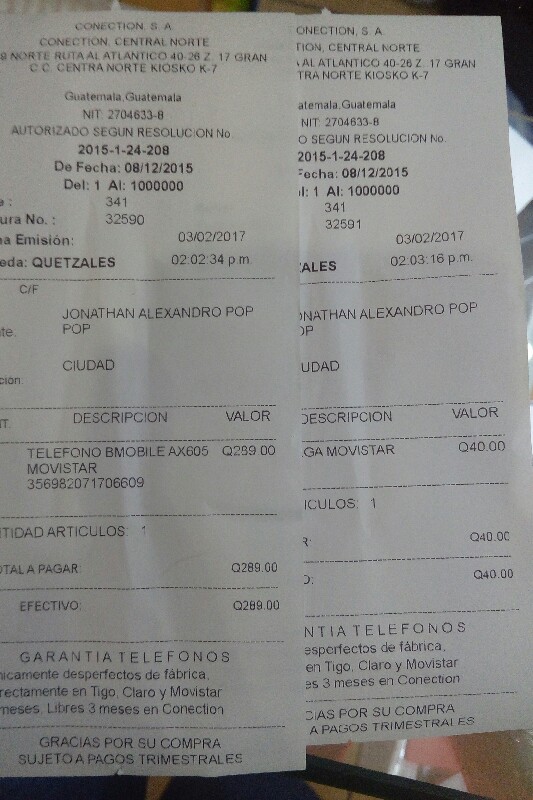 CONECTION, S. A.
CONECTION, CENTRAL NORTE
NORTE RUTA AL ATLANTICO 40-26 Z. 17 GRAN
C.C. CENTRA NORTE KIOSKO K-7
Guatemala,Guatemala
NIT: 2704633-8
AUTORIZADO SEGUN RESOLUCION No.
2015-1-24-208
De Fecha: 08/12/2015
Del: 1 Al: 1000000
341
ura No. : 32590
a Emisión: 03/02/2017
eda: QUETZALES 02:02:34 p.m.
C/F
JONATHAN ALEXANDRO POP
te. POP
CIUDAD
cion:
T. DESCRIPCION VALOR
TELEFONO BMOBILE AX605 Q289.00
MOVISTAR
356982071706609
TIDAD ARTICULOS: 1
OTAL A PAGAR: Q289.00
EFECTIVO: Q289.00
GARANTIA TELEFONOS
nicamente desperfectos de fábrica,
rectamente en Tigo, Claro y Movistar
meses. Libres 3 meses en Conection
GRACIAS POR SU COMPRA
SUJETO A PAGOS TRIMESTRALES
ONECTION, S. A.
TION, CENTRAL NORTE
AL ATLANTICO 40-26 Z. 17 GRAN
TRA NORTE KIOSKO K-7
atemala,Guatemala
NIT: 2704633-8
O SEGUN RESOLUCION No.
2015-1-24-208
Fecha: 08/12/2015
l: 1 Al: 1000000
341
32591
03/02/2017
ALES 02:03:16 p.m.
ONATHAN ALEXANDRO POP
OP
UDAD
DESCRIPCION VALOR
GA MOVISTAR Q40.00
ICULOS: 1
R: Q40.00
O: Q40.00
NTIA TELEFONOS
esperfectos de fábrica,
en Tigo, Claro y Movistar
es 3 meses en Conection
CIAS POR SU COMPRA
A PAGOS TRIMESTRALES